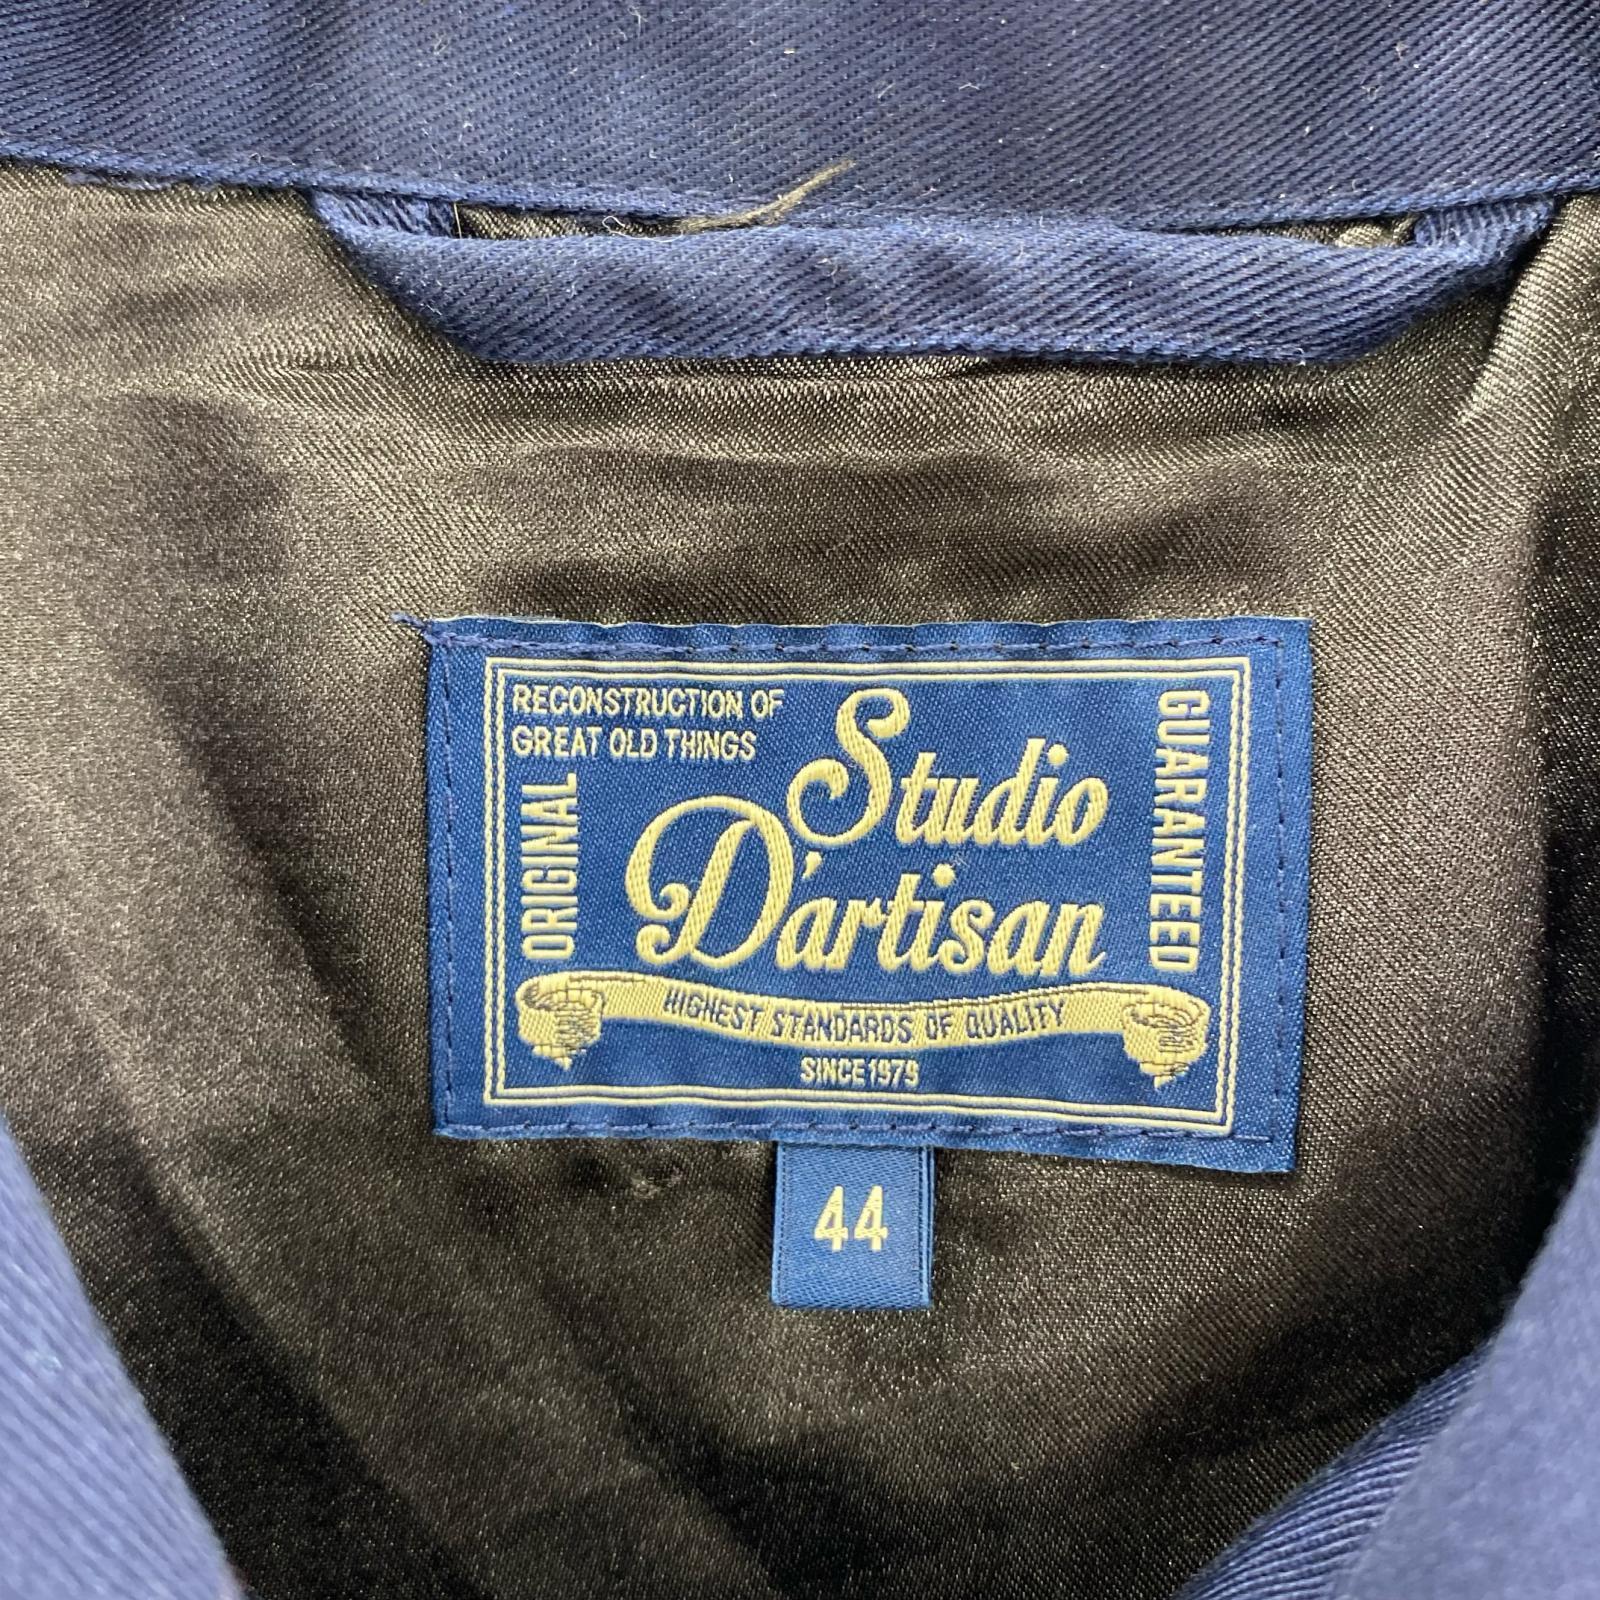 RECONSTRUCTION OF
GREAT OLD THINGS
ORIGINAL
Studio
D'artisan
GUARANTEED
HIGHEST STANDARDS OF QUALITY
SINCE 1979
44